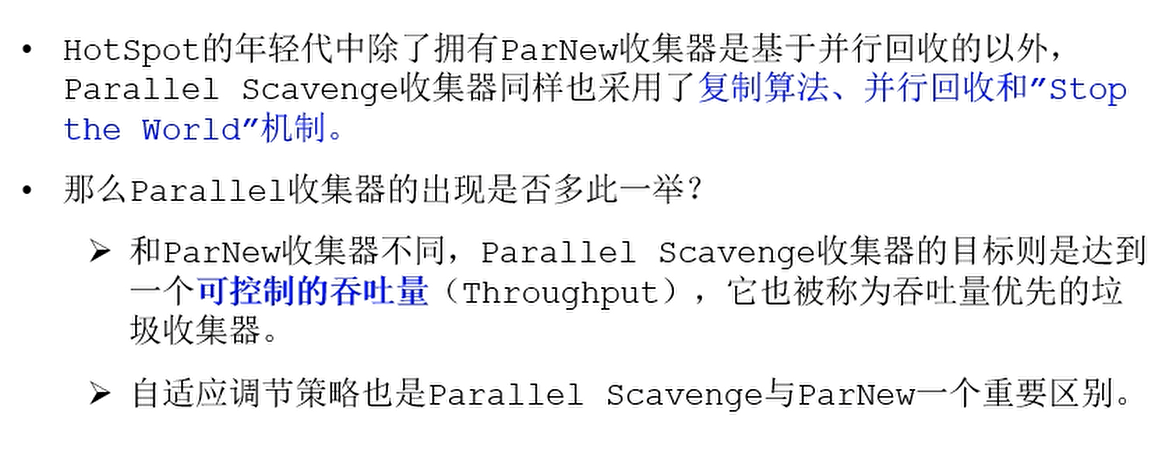 • HotSpot的年轻代中除了拥有ParNew收集器是基于并行回收的以外，
Parallel Scavenge收集器同样也采用了复制算法、并行回收和"Stop
the World"机制。
• 那么Parallel收集器的出现是否多此一举？
➢ 和ParNew收集器不同，Parallel Scavenge收集器的目标则是达到
一个可控制的吞吐量（Throughput），它也被称为吞吐量优先的垃
圾收集器。
➢ 自适应调节策略也是Parallel Scavenge与ParNew一个重要区别。